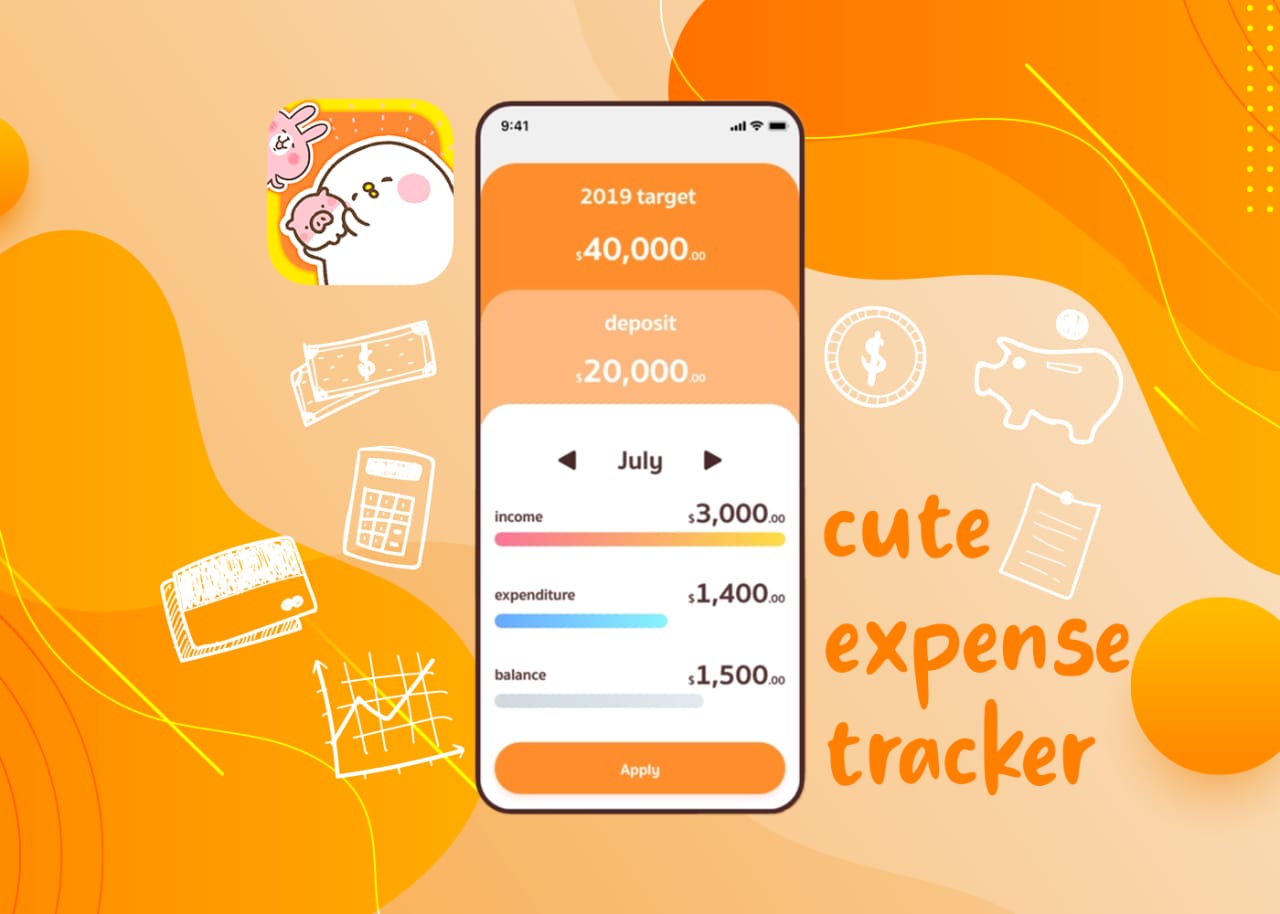 9:41
2019 target
$40,000.00
deposit
$20,000.00
◀ July ▶
income $3,000.00
expenditure $1,400.00
balance $1,500.00
Apply
$
$
cute
expense
tracker